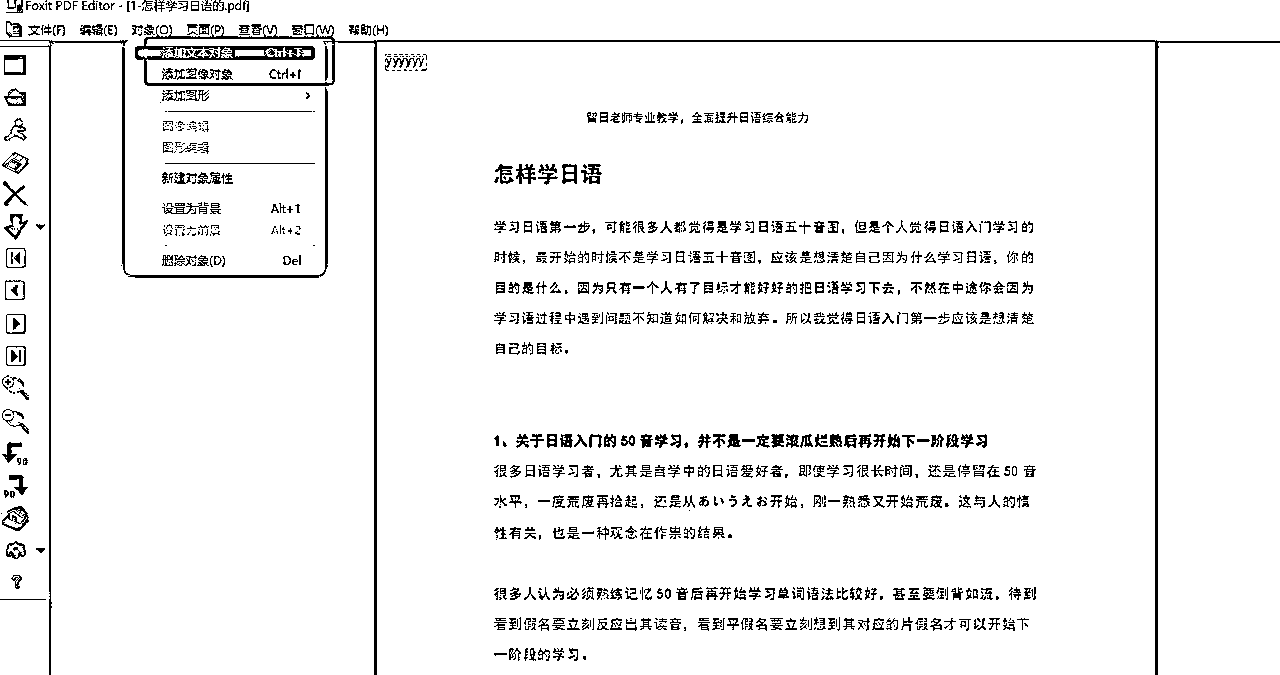 Foxit PDF Editor - [1-怎样学习日语的.pdf]
文件(F) 编辑(E) 对象(O) 页面(P) 查看(V) 窗口(W) 帮助(H)
添加文本对象
添加图像对象 Ctrl+I
添加图形
图像编辑
图形编辑
新建对象属性
设置为背景 Alt+1
设置为前景 Alt+2
删除对象(D) Del
yyyyyy
留日老师专业教学，全面提升日语综合能力
怎样学日语
学习日语第一步，可能很多人都觉得是学习日语五十音图，但是个人觉得日语入门学习的
时候，最开始的时候不是学习日语五十音图，应该是想清楚自己因为什么学习日语，你的
目的是什么，因为只有一个人有了目标才能好好的把日语学习下去，不然在中途你会因为
学习语过程中遇到问题不知道如何解决和放弃。所以我觉得日语入门第一步应该是想清楚
自己的目标。
1、关于日语入门的 50 音学习，并不是一定要滚瓜烂熟后再开始下一阶段学习
很多日语学习者，尤其是自学中的日语爱好者，即使学习很长时间，还是停留在 50 音
水平，一度荒废再拾起，还是从あいうえお开始，刚一熟悉又开始荒废。这与人的惰
性有关，也是一种观念在作祟的结果。
很多人认为必须熟练记忆 50 音后再开始学习单词语法比较好，甚至要倒背如流，待到
看到假名要立刻反应出其读音，看到平假名要立刻想到其对应的片假名才可以开始下
一阶段的学习。